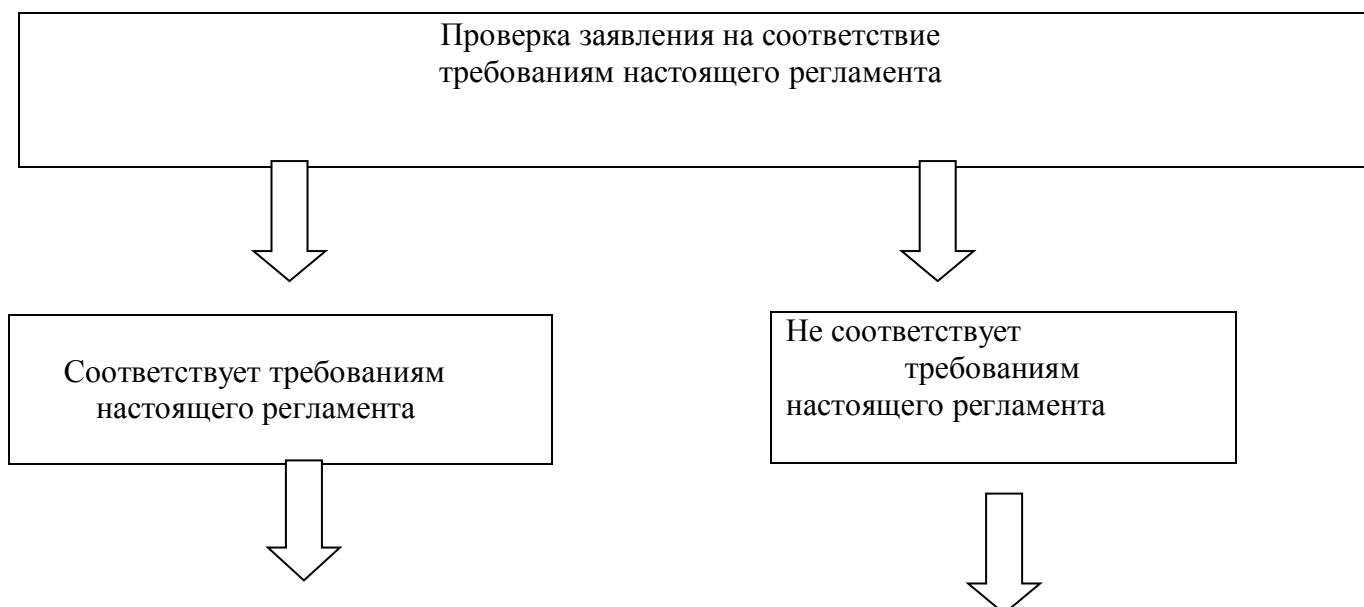 Проверка заявления на соответствие
требованиям настоящего регламента
Соответствует требованиям
настоящего регламента
Не соответствует
требованиям
настоящего регламента